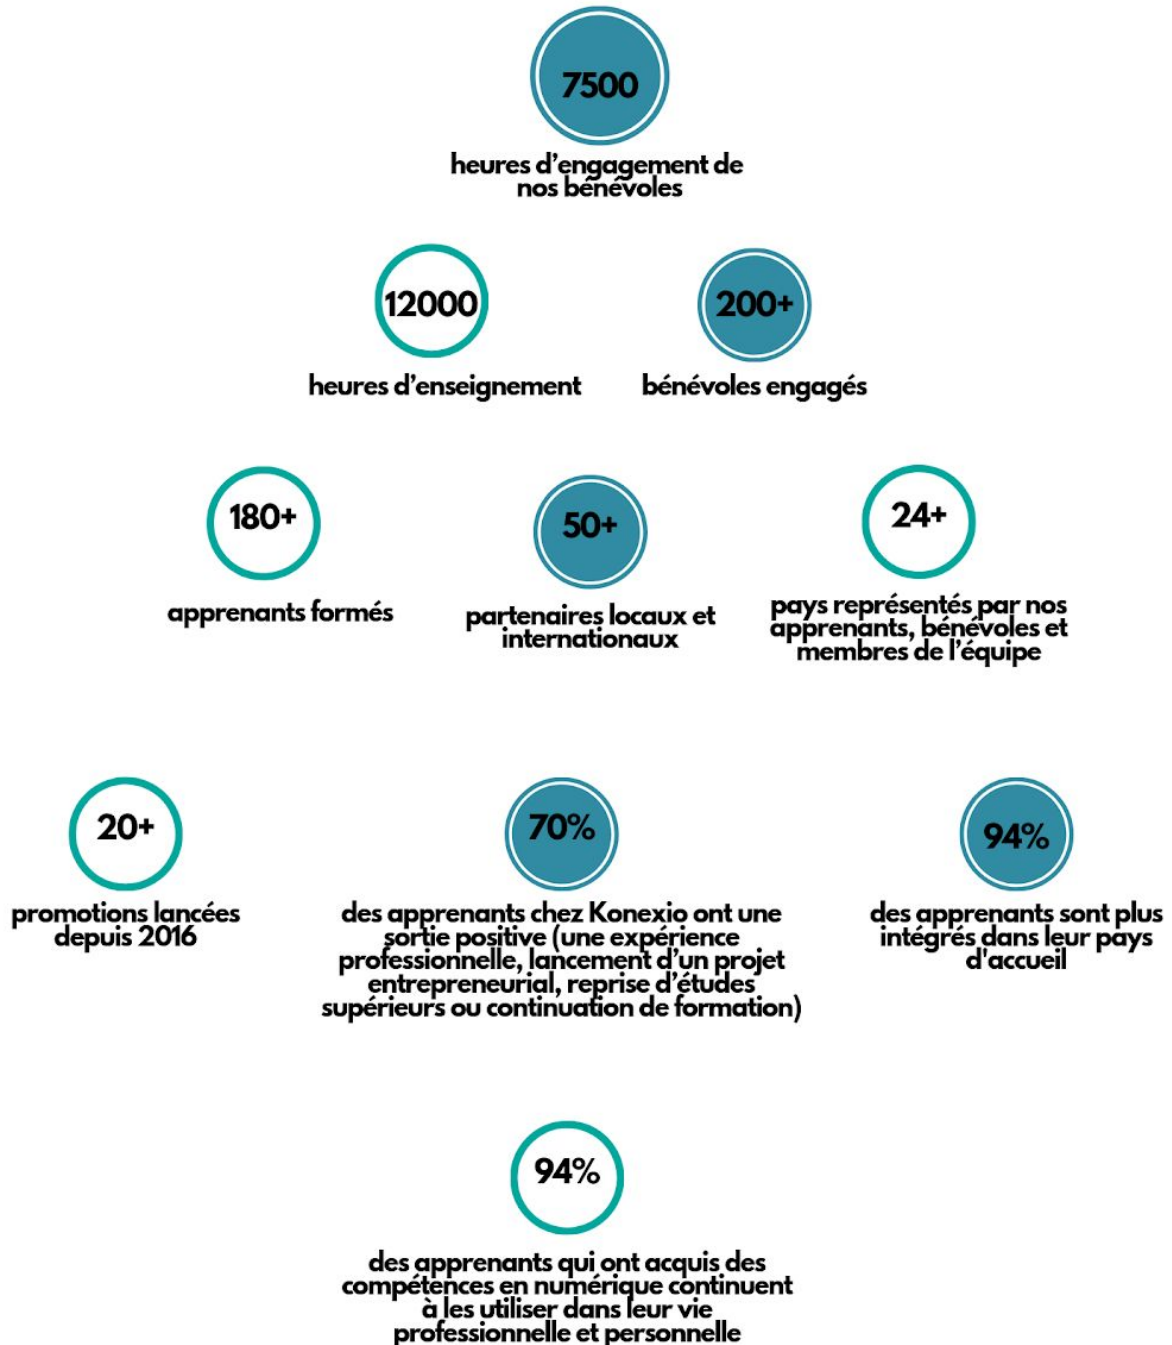 7500
heures d'engagement de
nos bénévoles
12000
heures d'enseignement
200+
bénévoles engagés
180+
apprenants formés
50+
partenaires locaux et
internationaux
24+
pays représentés par nos
apprenants, bénévoles et
membres de l'équipe
20+
promotions lancées
depuis 2016
70%
des apprenants chez Konexio ont une
sortie positive (une expérience
professionnelle, lancement d'un projet
entrepreneurial, reprise d'études
supérieurs ou continuation de formation)
94%
des apprenants sont plus
intégrés dans leur pays
d'accueil
94%
des apprenants qui ont acquis des
compétences en numérique continuent
à les utiliser dans leur vie
professionnelle et personnelle